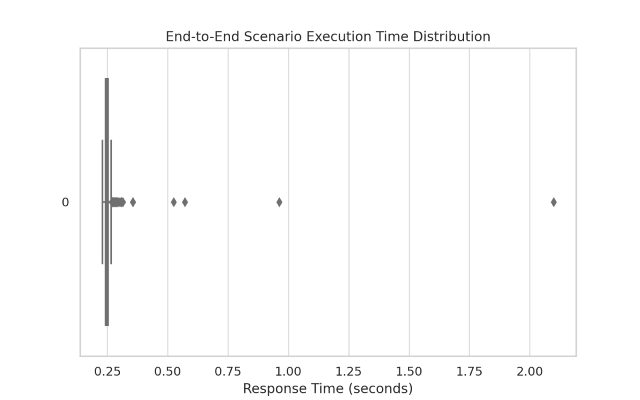 End-to-End Scenario Execution Time Distribution
0
0.25 0.50 0.75 1.00 1.25 1.50 1.75 2.00
Response Time (seconds)